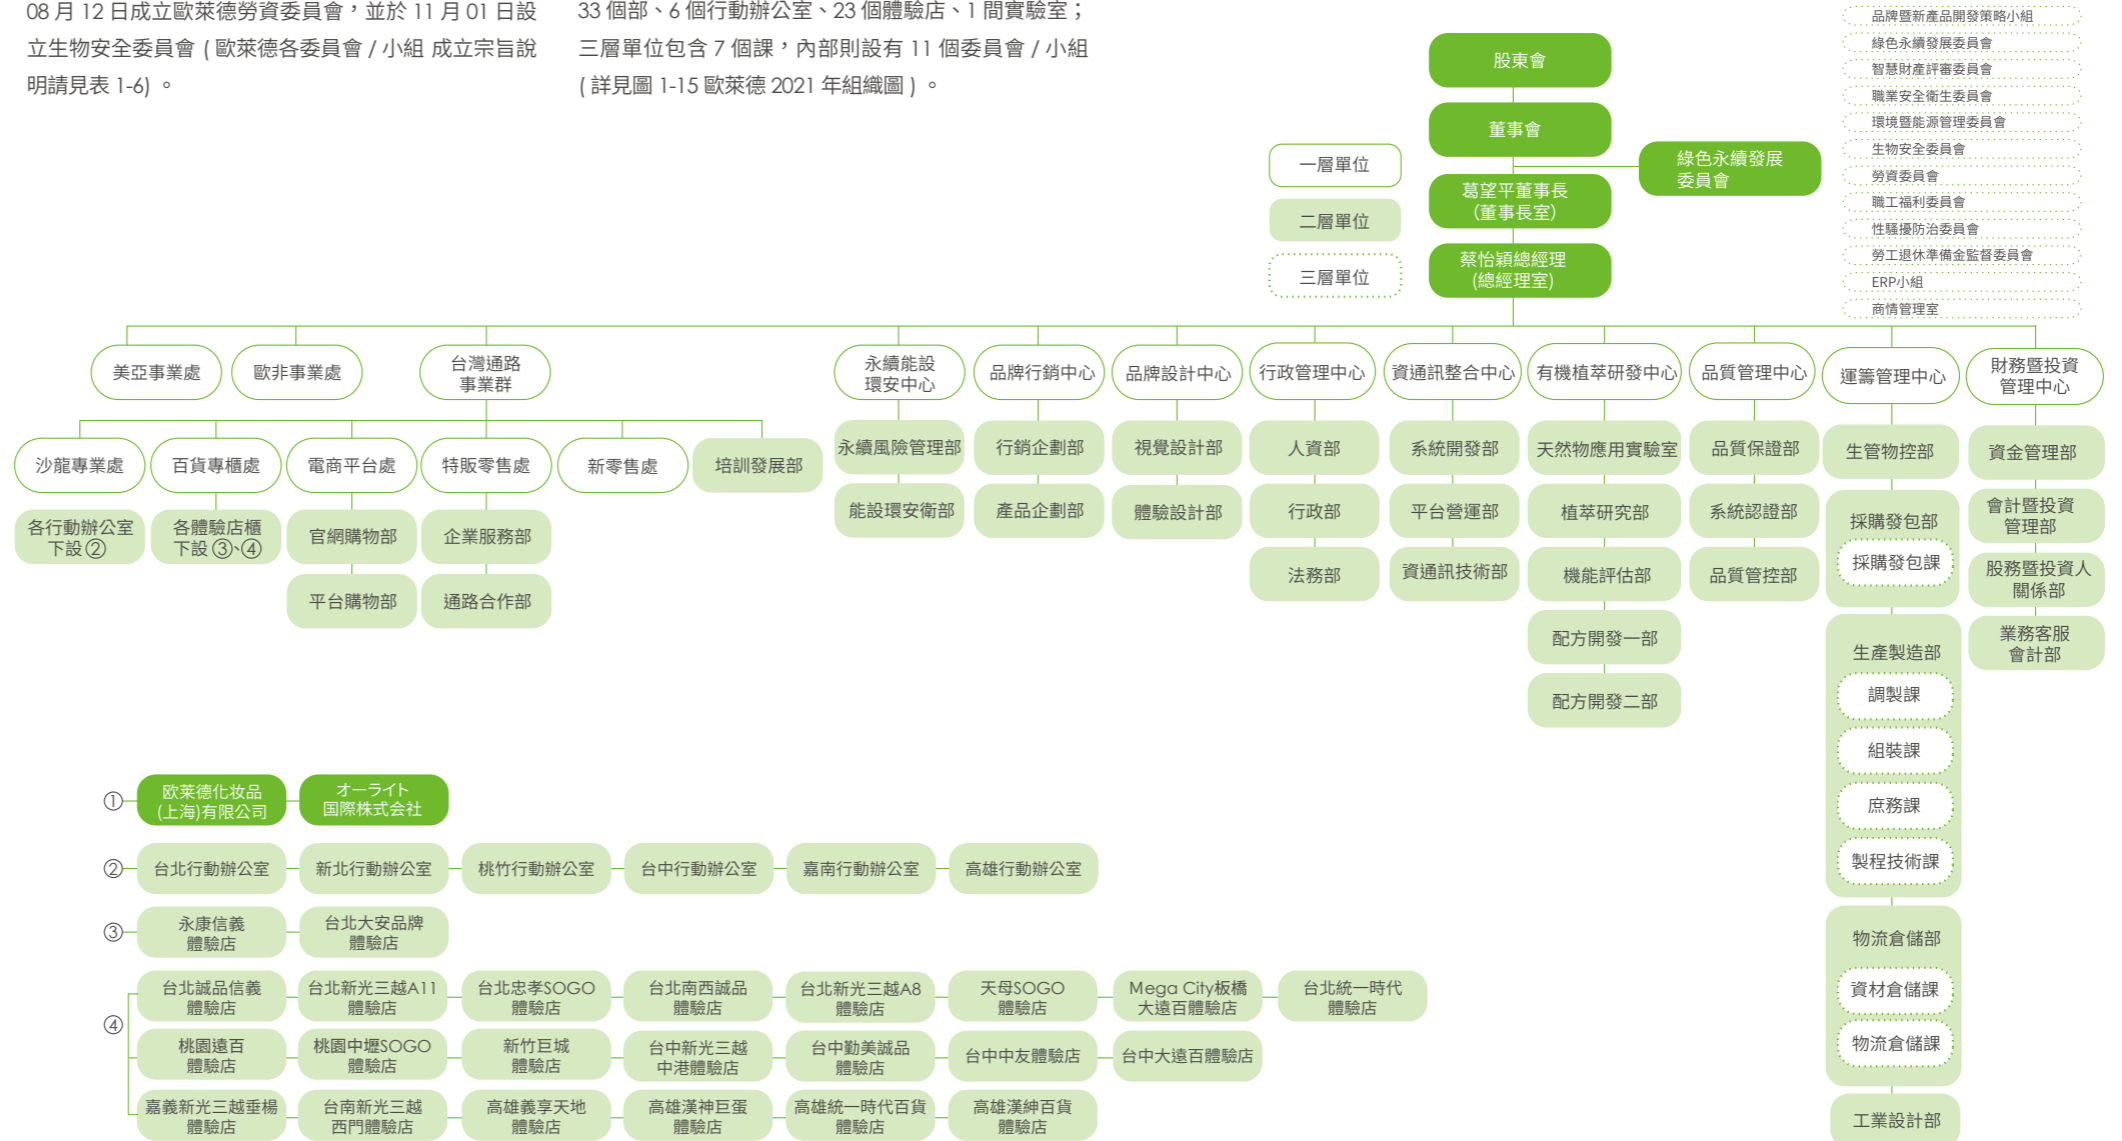 08 月 12 日成立歐萊德勞資委員會，並於 11 月 01 日設
立生物安全委員會 ( 歐萊德各委員會 / 小組 成立宗旨說
明請見表 1-6) 。
33 個部、6 個行動辦公室、23 個體驗店、1 間實驗室；
三層單位包含 7 個課，內部則設有 11 個委員會 / 小組
( 詳見圖 1-15 歐萊德 2021 年組織圖 ) 。
股東會
董事會
綠色永續發展
委員會
葛望平董事長
(董事長室)
蔡怡穎總經理
(總經理室)
一層單位
二層單位
三層單位
品牌暨新產品開發策略小組
綠色永續發展委員會
智慧財產評審委員會
職業安全衛生委員會
環境暨能源管理委員會
生物安全委員會
勞資委員會
職工福利委員會
性騷擾防治委員會
勞工退休準備金監督委員會
ERP小組
商情管理室
美亞事業處
歐非事業處
台灣通路
事業群
永續能設
環安中心
品牌行銷中心
品牌設計中心
行政管理中心
資通訊整合中心
有機植萃研發中心
品質管理中心
運籌管理中心
財務暨投資
管理中心
沙龍專業處
百貨專櫃處
電商平台處
特販零售處
新零售處
培訓發展部
各行動辦公室
下設②
各體驗店櫃
下設③、④
官網購物部
平台購物部
企業服務部
通路合作部
永續風險管理部
能設環安衛部
行銷企劃部
產品企劃部
視覺設計部
體驗設計部
人資部
行政部
法務部
系統開發部
平台營運部
資通訊技術部
天然物應用實驗室
植萃研究部
機能評估部
配方開發一部
配方開發二部
品質保證部
系統認證部
品質管控部
生管物控部
採購發包部
採購發包課
生產製造部
調製課
組裝課
庶務課
製程技術課
物流倉儲部
資材倉儲課
物流倉儲課
工業設計部
資金管理部
會計暨投資
管理部
股務暨投資人
關係部
業務客服
會計部
①
欧莱德化妆品
(上海)有限公司
オーライト
国際株式会社
②
台北行動辦公室
新北行動辦公室
桃竹行動辦公室
台中行動辦公室
嘉南行動辦公室
高雄行動辦公室
③
永康信義
體驗店
台北大安品牌
體驗店
④
台北誠品信義
體驗店
台北新光三越A11
體驗店
台北忠孝SOGO
體驗店
台北南西誠品
體驗店
台北新光三越A8
體驗店
天母SOGO
體驗店
Mega City板橋
大遠百體驗店
台北統一時代
體驗店
桃園遠百
體驗店
桃園中壢SOGO
體驗店
新竹巨城
體驗店
台中新光三越
中港體驗店
台中勤美誠品
體驗店
台中中友體驗店
台中大遠百體驗店
嘉義新光三越垂楊
體驗店
台南新光三越
西門體驗店
高雄義享天地
體驗店
高雄漢神巨蛋
體驗店
高雄統一時代百貨
體驗店
高雄漢紳百貨
體驗店